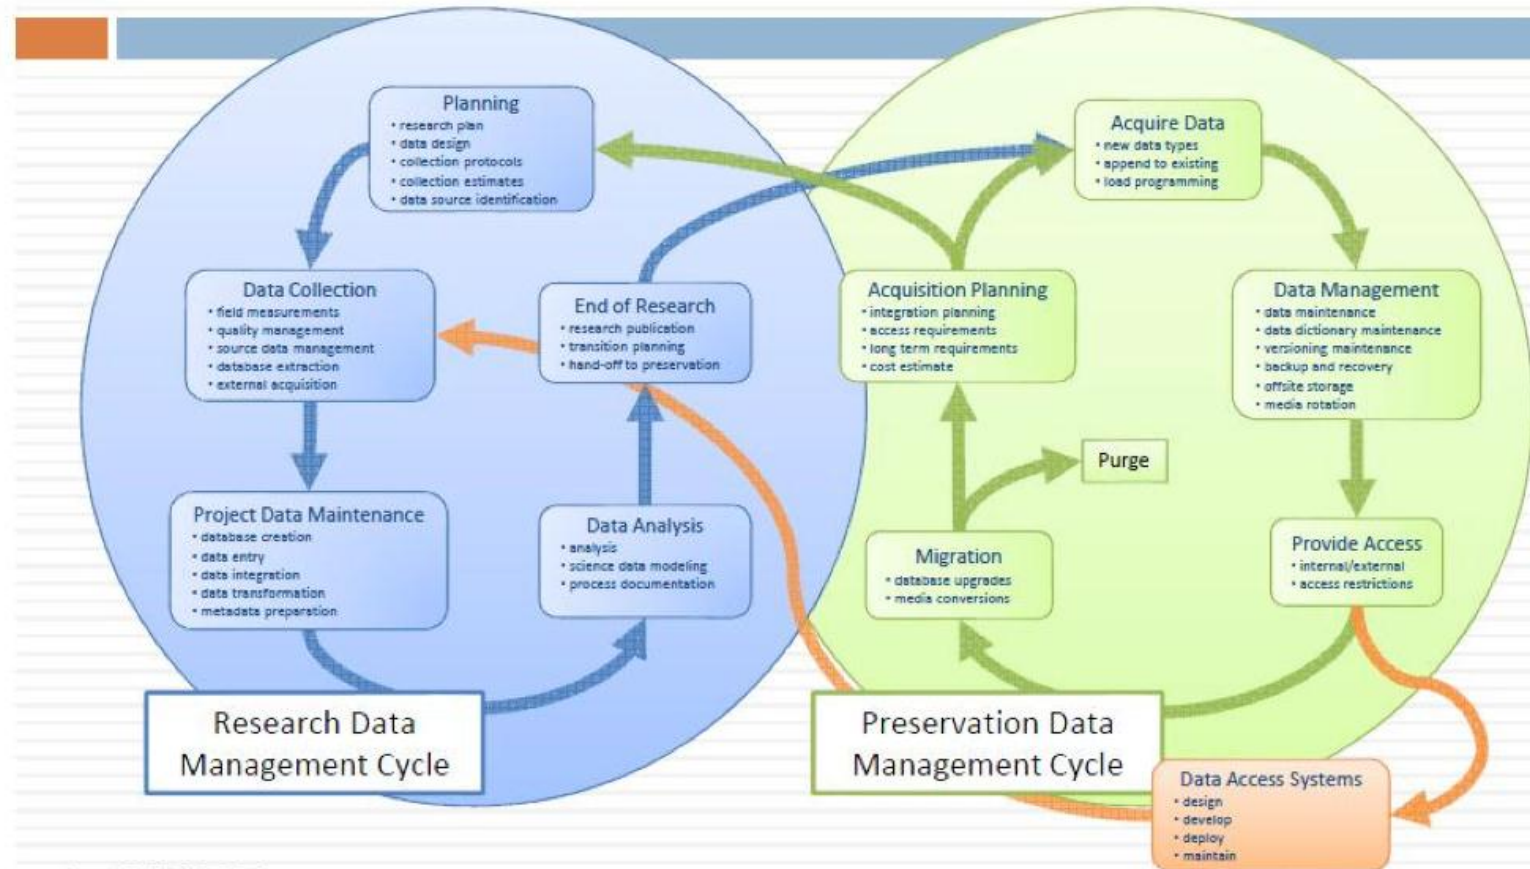 Planning
• research plan
• data design
• collection protocols
• collection estimates
• data source identification
Data Collection
• field measurements
• quality management
• source data management
• database extraction
• external acquisition
Project Data Maintenance
• database creation
• data entry
• data integration
• data transformation
• metadata preparation
Data Analysis
• analysis
• science data modeling
• process documentation
End of Research
• research publication
• transition planning
• hand-off to preservation
Research Data
Management Cycle
Acquire Data
• new data types
• append to existing
• load programming
Data Management
• data maintenance
• data dictionary maintenance
• versioning maintenance
• backup and recovery
• offsite storage
• media rotation
Provide Access
• internal/external
• access restrictions
Migration
• database upgrades
• media conversions
Purge
Acquisition Planning
• integration planning
• access requirements
• long term requirements
• cost estimate
Preservation Data
Management Cycle
Data Access Systems
• design
• develop
• deploy
• maintain